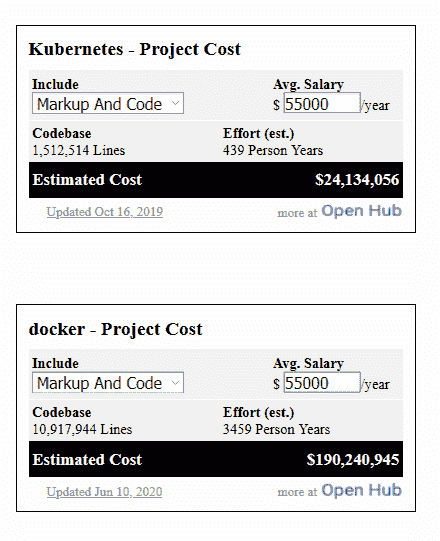 Kubernetes - Project Cost
Include Avg. Salary
Markup And Code $ 55000 /year
Codebase Effort (est.)
1,512,514 Lines 439 Person Years
Estimated Cost $24,134,056
Updated Oct 16, 2019 more at Open Hub
docker - Project Cost
Include Avg. Salary
Markup And Code $ 55000 /year
Codebase Effort (est.)
10,917,944 Lines 3459 Person Years
Estimated Cost $190,240,945
Updated Jun 10, 2020 more at Open Hub